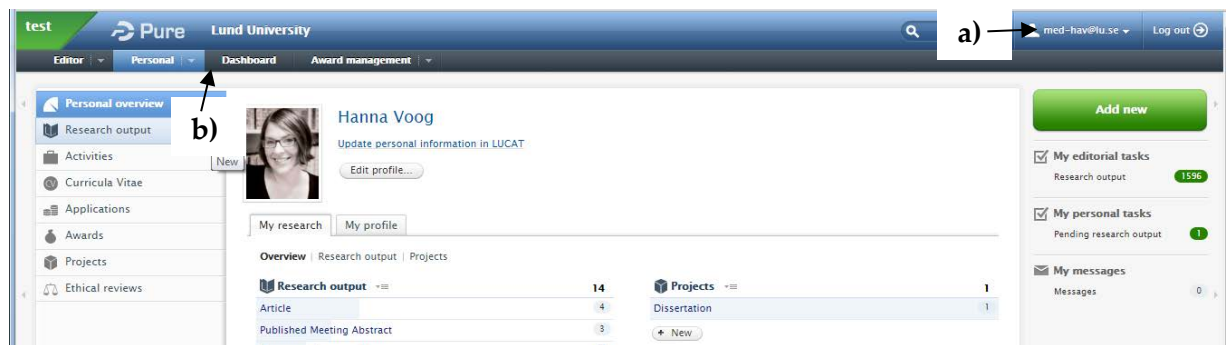 test Pure Lund University a) med-hav@lu.se Log out
Editor Personal Dashboard Award management
Personal overview
Research output
Activities
Curricula Vitae
Applications
Awards
Projects
Ethical reviews
b)
New
Hanna Voog
Update personal information in LUCAT
Edit profile...
My research My profile
Overview | Research output | Projects
Research output 14
Article 4
Published Meeting Abstract 3
Projects 1
Dissertation 1
+ New
Add new
My editorial tasks
Research output 1596
My personal tasks
Pending research output 1
My messages
Messages 0